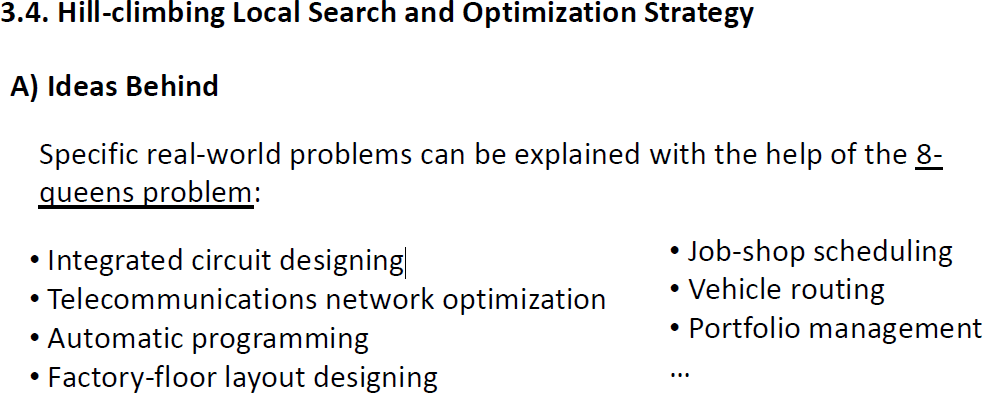 3.4. Hill-climbing Local Search and Optimization Strategy
A) Ideas Behind
Specific real-world problems can be explained with the help of the 8-
queens problem:
• Integrated circuit designing
• Telecommunications network optimization
• Automatic programming
• Factory-floor layout designing
• Job-shop scheduling
• Vehicle routing
• Portfolio management
...